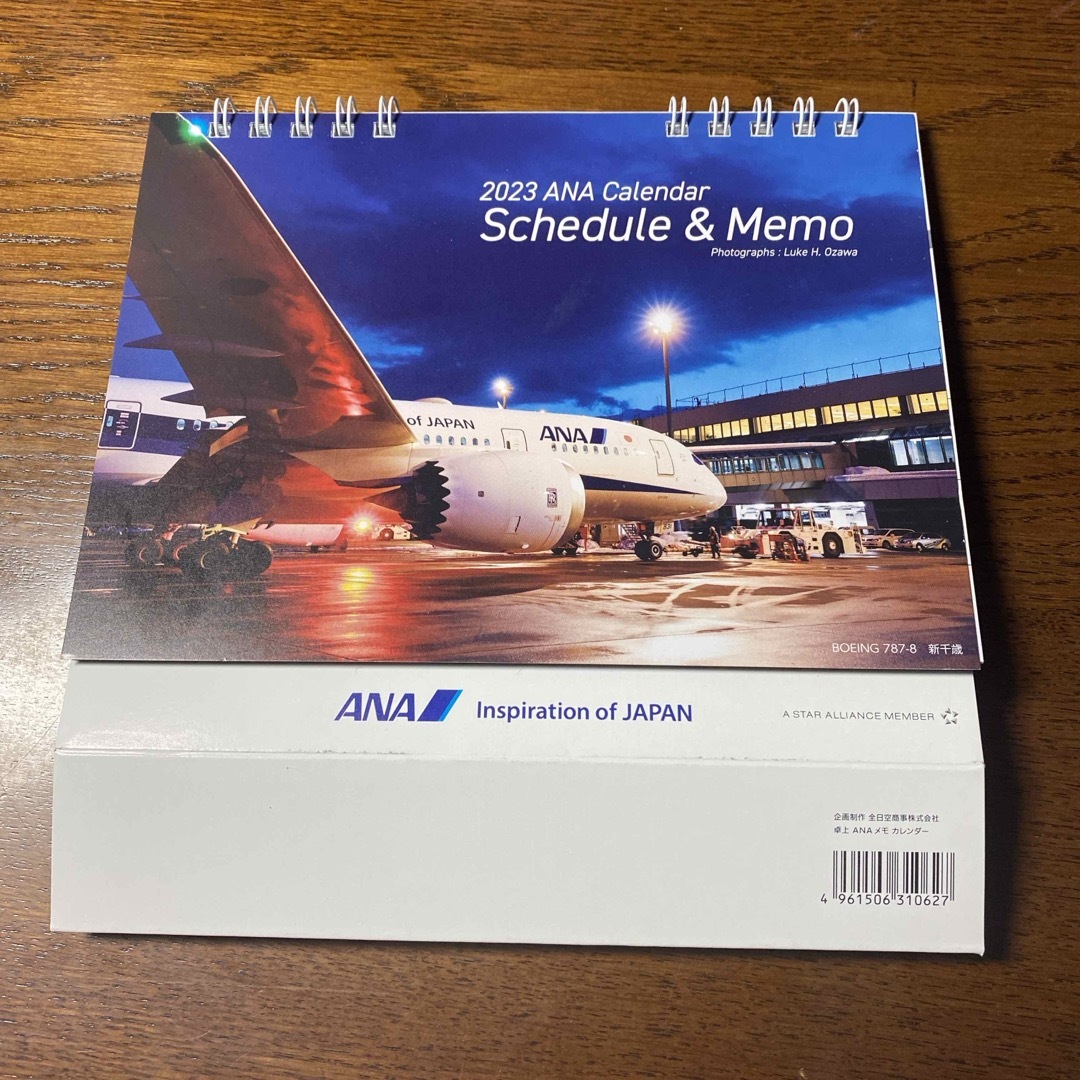 2023 ANA Calendar
Schedule & Memo
Photographs : Luke H. Ozawa
of JAPAN
ANA
BOEING 787-8 新千歳
ANA Inspiration of JAPAN
A STAR ALLIANCE MEMBER
企画制作 全日空商事株式会社
卓上 ANAメモ カレンダー
4 961506 310627